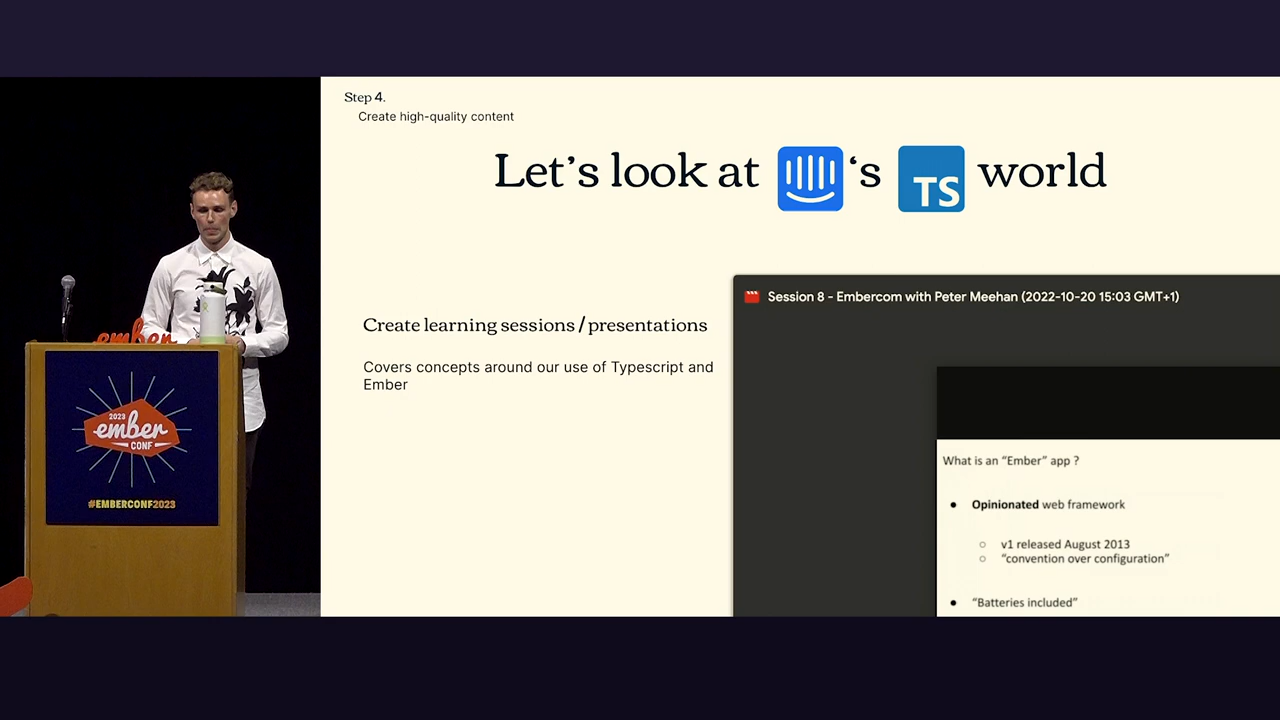 Step 4.
Create high-quality content
Let's look at 's TS world
Create learning sessions / presentations
Covers concepts around our use of Typescript and
Ember
Session 8 - Embercom with Peter Meehan (2022-10-20 15:03 GMT+1)
What is an “Ember” app ?
Opinionated web framework
v1 released August 2013
“convention over configuration”
“Batteries included”
ember
2023
ember
CONF
#EMBERCONF2023